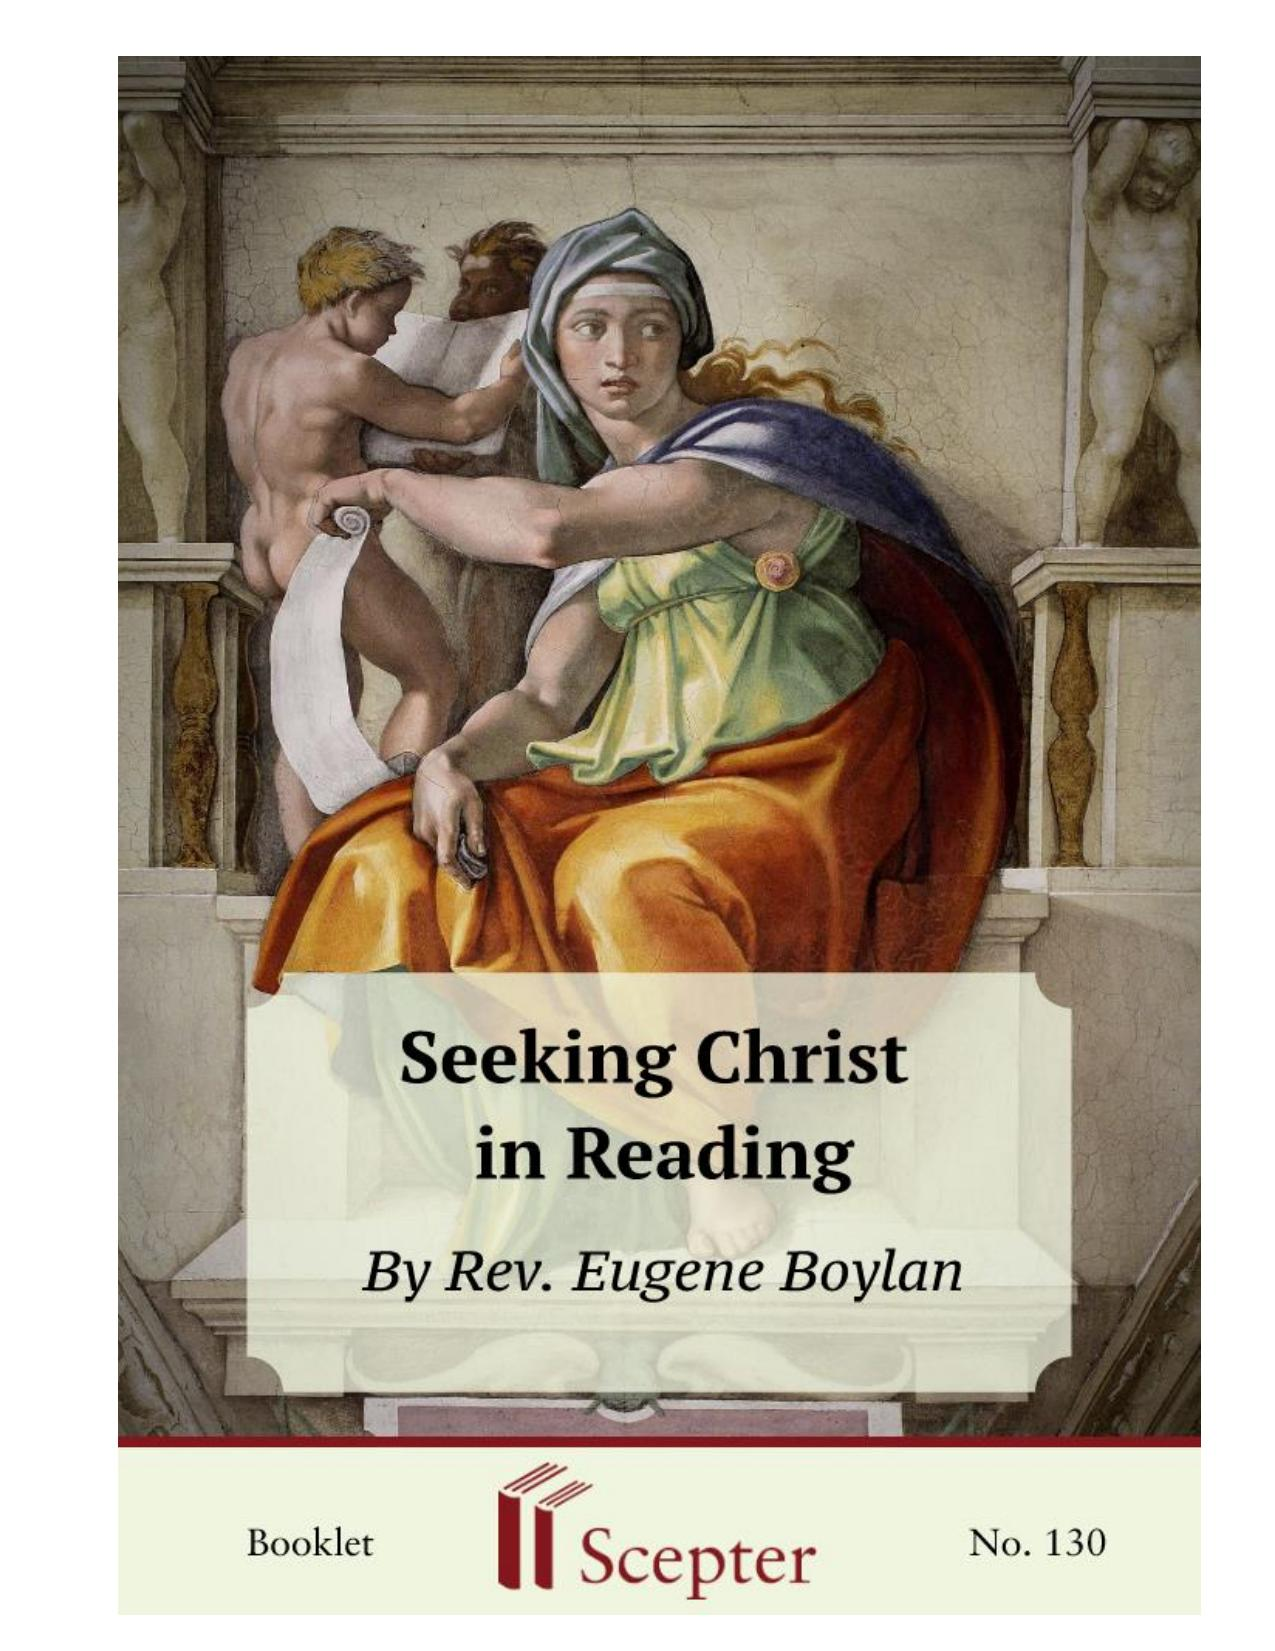 Seeking Christ
in Reading
By Rev. Eugene Boylan
Booklet
Scepter
No. 130